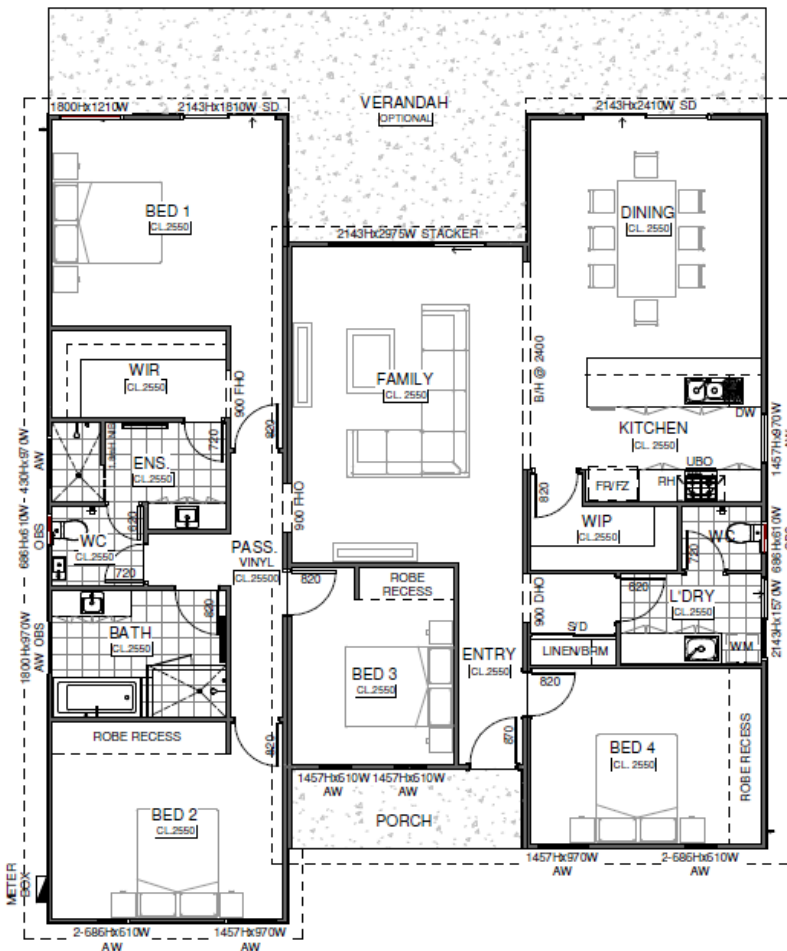 VERANDAH
OPTIONAL
1800Hx1210W
2143Hx1810W SD
2143Hx2410W SD
BED 1
CL.2550
DINING
CL. 2550
2143Hx2975W STACKER
WIR
CL.2550
900 FHO
820
FAMILY
CL. 2550
B/H @ 2400
KITCHEN
CL.2550
DW
1457Hx970W
AW
720
ENS.
CL.2550
430Hx970W
AW
UBO
RH
FR/FZ
820
900 FHO
WIP
CL.2550
WC
720
686Hx610W
OBS
620
WC
CL.2550
720
686Hx610W
OBS
PASS.
VINYL
CL.25500
820
ROBE
RECESS
900 DHO
620
L'DRY
CL.2550
2143Hx1570W
820
BATH
CL.2550
1800Hx970W
AW OBS
S/D
LINEN/BRM
WM
BED 3
CL.2550
ENTRY
CL.2550
820
ROBE RECESS
820
870
BED 4
CL. 2550
ROBE RECESS
1457Hx610W
AW
1457Hx610W
AW
PORCH
BED 2
CL.2550
1457Hx970W
AW
2-686Hx610W
AW
METER
BOX
2-686Hx610W
AW
1457Hx970W
AW